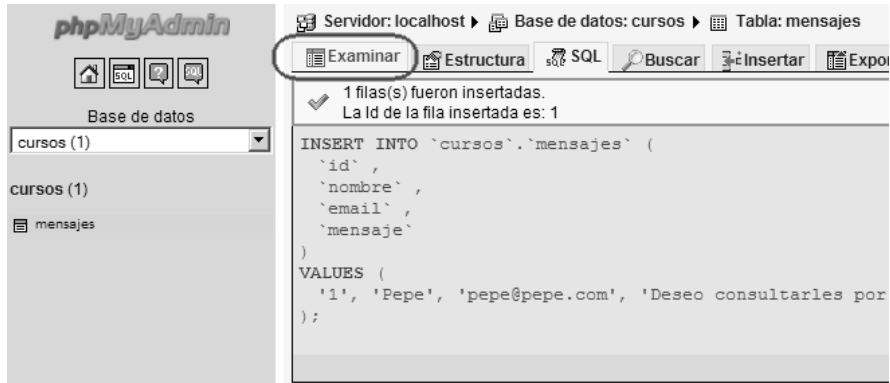 phpMyAdmin
SQL
Base de datos
cursos (1)
cursos (1)
mensajes
Servidor: localhost ▸ Base de datos: cursos ▸ Tabla: mensajes
Examinar Estructura SQL Buscar Insertar Expor
1 filas(s) fueron insertadas.
La Id de la fila insertada es: 1
INSERT INTO `cursos`.`mensajes` (
`id` ,
`nombre` ,
`email` ,
`mensaje`
)
VALUES (
'1', 'Pepe', 'pepe@pepe.com', 'Deseo consultarles por
);